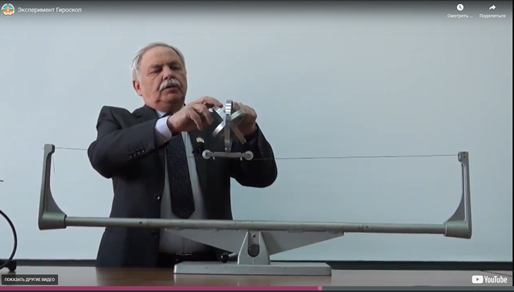 Эксперимент Гироскоп
Смотреть ...
Поделиться
ПОКАЗАТЬ ДРУГИЕ ВИДЕО
YouTube